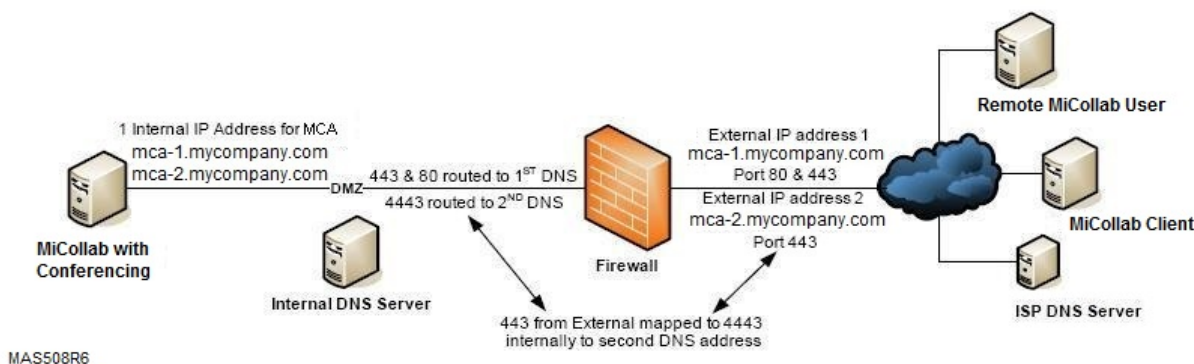 1 Internal IP Address for MCA
mca-1.mycompany.com
mca-2.mycompany.com
MiCollab with
Conferencing
DMZ
443 & 80 routed to 1ST DNS
4443 routed to 2ND DNS
Internal DNS Server
Firewall
External IP address 1
mca-1.mycompany.com
Port 80 & 443
External IP address 2
mca-2.mycompany.com
Port 443
443 from External mapped to 4443
internally to second DNS address
Remote MiCollab User
MiCollab Client
ISP DNS Server
MAS508R6